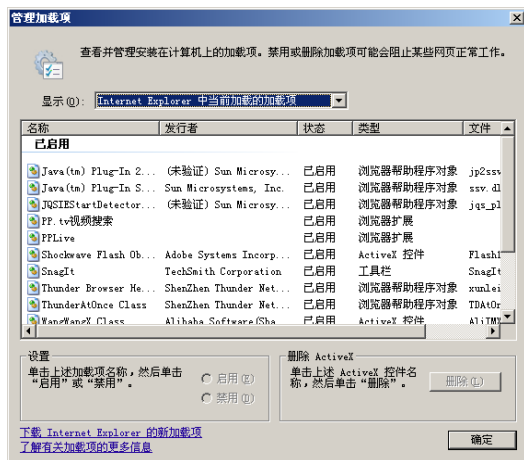 管理加载项
查看并管理安装在计算机上的加载项。禁用或删除加载项可能会阻止某些网页正常工作。
显示(D): Internet Explorer 中当前加载的加载项
名称 发行者 状态 类型 文件
已启用
Java(tm) Plug-In 2... (未验证) Sun Microsy... 已启用 浏览器帮助程序对象 jp2ssv
Java(tm) Plug-In S... Sun Microsystems, Inc. 已启用 浏览器帮助程序对象 ssv.dl
JQSIEStartDetector... (未验证) Sun Microsy... 已启用 浏览器帮助程序对象 jqs_pl
PP.tv视频搜索 已启用 浏览器扩展
PPLive 已启用 浏览器扩展
Shockwave Flash Ob... Adobe Systems Incorp... 已启用 ActiveX 控件 Flash1
SnagIt TechSmith Corporation 已启用 工具栏 SnagIt
Thunder Browser He... ShenZhen Thunder Net... 已启用 浏览器帮助程序对象 xunlei
ThunderAtOnce Class ShenZhen Thunder Net... 已启用 浏览器帮助程序对象 TDAtOr
WangWangX Class Alibaba Software(Sha 已启用 ActiveX 控件 AliIMX
设置
单击上述加载项名称，然后单击
“启用”或“禁用”。
启用(E)
禁用(D)
删除 ActiveX
单击上述 ActiveX 控件名
称，然后单击“删除”。
删除(L)
下载 Internet Explorer 的新加载项
了解有关加载项的更多信息
确定